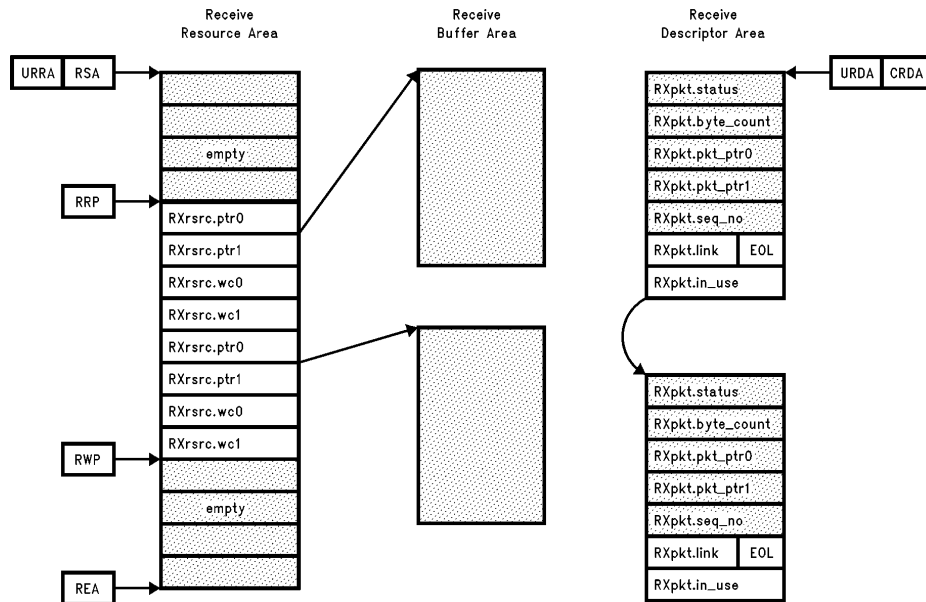 Receive
Resource Area
Receive
Buffer Area
Receive
Descriptor Area
URRA RSA
URDA CRDA
empty
RRP
RXrsrc.ptr0
RXrsrc.ptr1
RXrsrc.wc0
RXrsrc.wc1
RXrsrc.ptr0
RXrsrc.ptr1
RXrsrc.wc0
RXrsrc.wc1
RWP
empty
REA
RXpkt.status
RXpkt.byte_count
RXpkt.pkt_ptr0
RXpkt.pkt_ptr1
RXpkt.seq_no
RXpkt.link EOL
RXpkt.in_use
RXpkt.status
RXpkt.byte_count
RXpkt.pkt_ptr0
RXpkt.pkt_ptr1
RXpkt.seq_no
RXpkt.link EOL
RXpkt.in_use